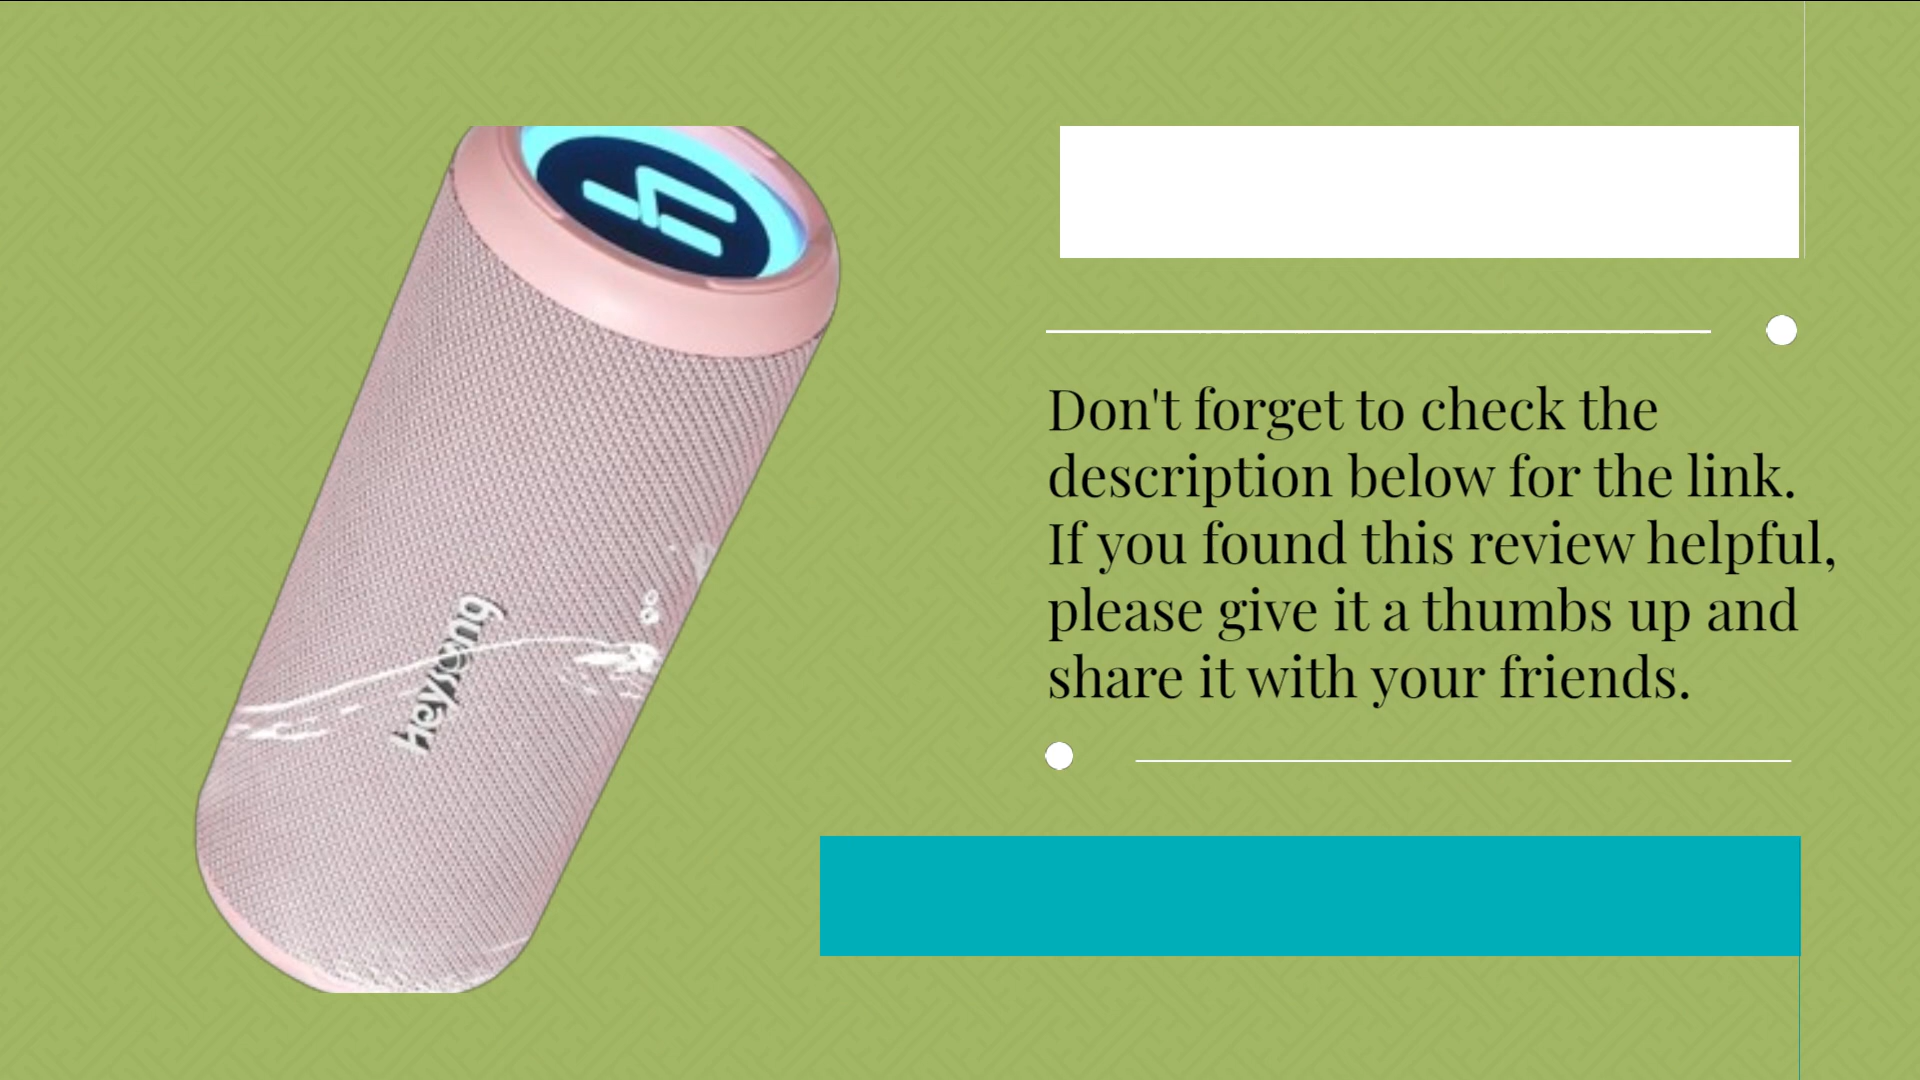 heysong
Don't forget to check the
description below for the link.
If you found this review helpful,
please give it a thumbs up and
share it with your friends.